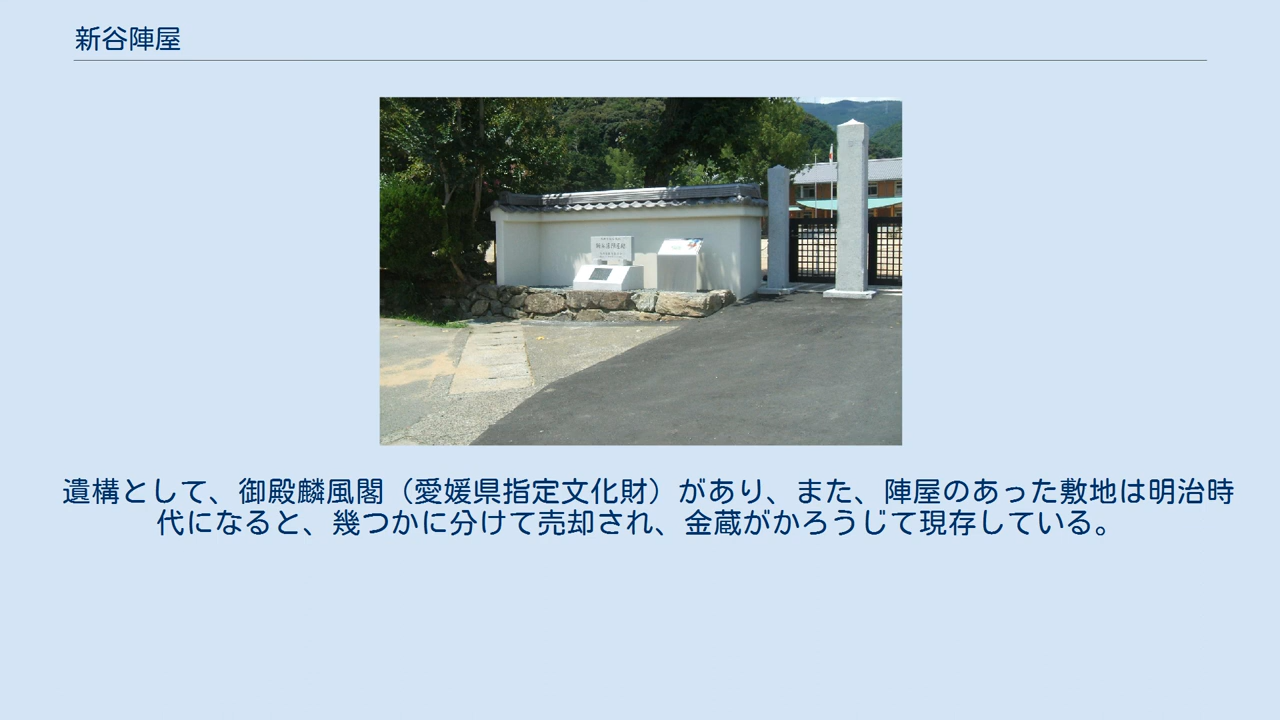 新谷陣屋
遺構として、御殿麟風閣（愛媛県指定文化財）があり、また、陣屋のあった敷地は明治時
代になると、幾つかに分けて売却され、金蔵がかろうじて現存している。